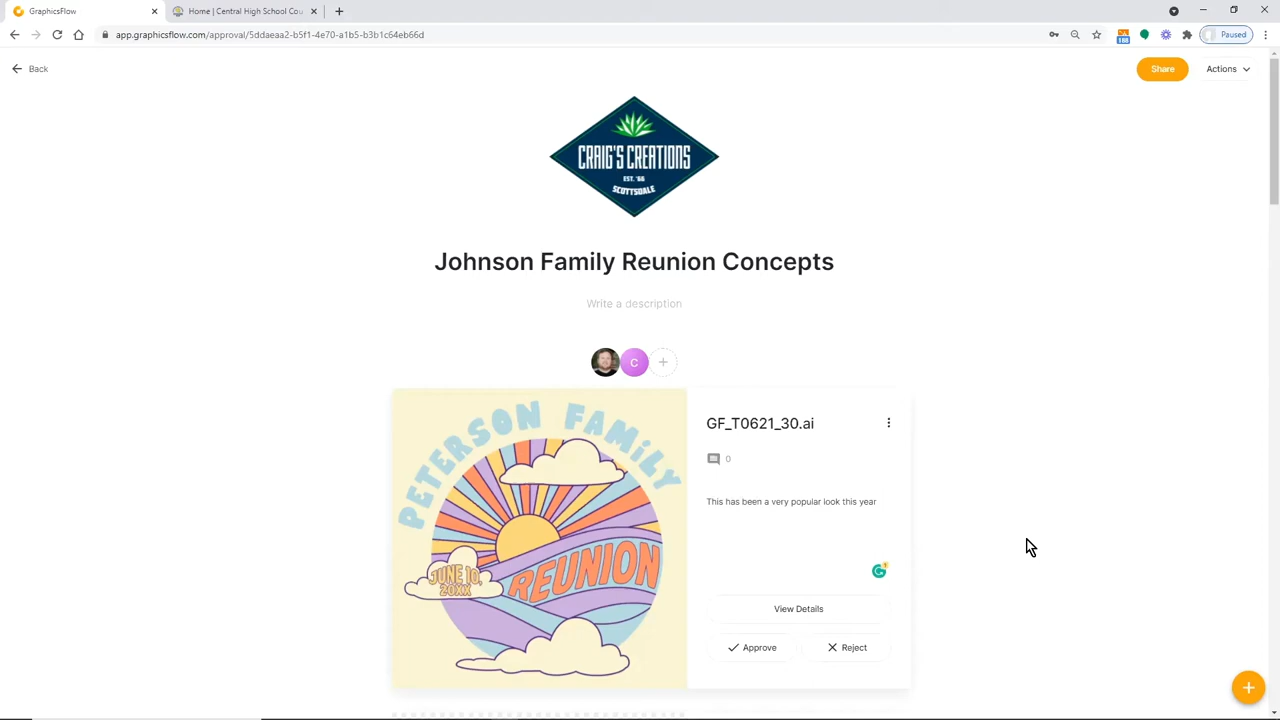 GraphicsFlow
Home | Central High School Cou
app.graphicsflow.com/approval/5ddaeaa2-b5f1-4e70-a1b5-b3b1c64eb66d
188
Paused
Back
Share
Actions
CRAIG'S CREATIONS
EST. '66
SCOTTSDALE
Johnson Family Reunion Concepts
Write a description
C
PETERSON FAMiLY
REUNION
JUNE 10,
20XX
GF_T0621_30.ai
0
This has been a very popular look this year
View Details
Approve
Reject